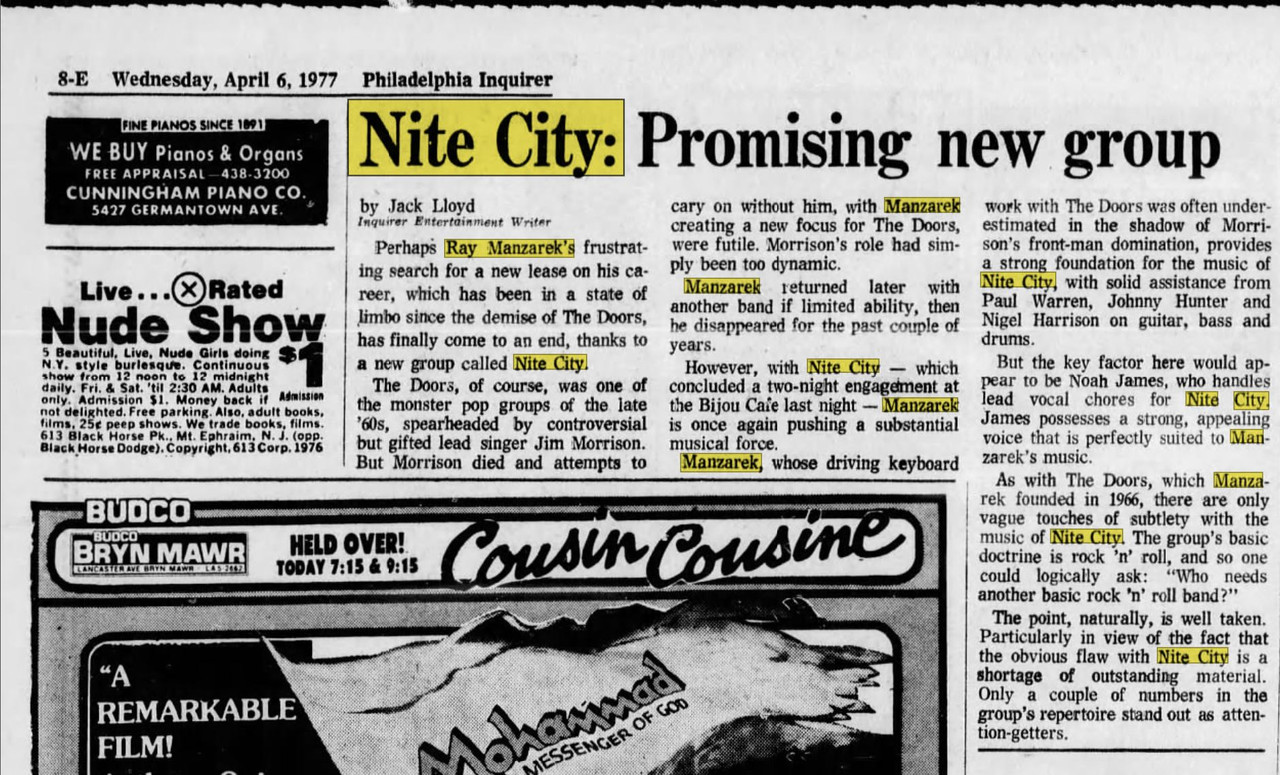 8-E Wednesday, April 6, 1977 Philadelphia Inquirer
FINE PIANOS SINCE 1891
WE BUY Pianos & Organs
FREE APPRAISAL—438-3200
CUNNINGHAM PIANO CO.
5427 GERMANTOWN AVE.
Live...X Rated
Nude Show
$1
Admission
5 Beautiful, Live, Nude Girls doing
N.Y. style burlesque. Continuous
show from 12 noon to 12 midnight
daily. Fri. & Sat. 'til 2:30 AM. Adults
only. Admission $1. Money back if
not delighted. Free parking. Also, adult books,
films, 25¢ peep shows. We trade books, films.
613 Black Horse Pk., Mt. Ephraim, N. J. (opp.
Black Horse Dodge). Copyright, 613 Corp. 1976
Nite City: Promising new group
by Jack Lloyd
Inquirer Entertainment Writer
Perhaps Ray Manzarek's frustrat-
ing search for a new lease on his ca-
reer, which has been in a state of
limbo since the demise of The Doors,
has finally come to an end, thanks to
a new group called Nite City.
The Doors, of course, was one of
the monster pop groups of the late
'60s, spearheaded by controversial
but gifted lead singer Jim Morrison.
But Morrison died and attempts to
cary on without him, with Manzarek
creating a new focus for The Doors,
were futile. Morrison's role had sim-
ply been too dynamic.
Manzarek returned later with
another band if limited ability, then
he disappeared for the past couple of
years.
However, with Nite City — which
concluded a two-night engagement at
the Bijou Cafe last night — Manzarek
is once again pushing a substantial
musical force.
Manzarek, whose driving keyboard
work with The Doors was often under-
estimated in the shadow of Morri-
son's front-man domination, provides
a strong foundation for the music of
Nite City, with solid assistance from
Paul Warren, Johnny Hunter and
Nigel Harrison on guitar, bass and
drums.
But the key factor here would ap-
pear to be Noah James, who handles
lead vocal chores for Nite City.
James possesses a strong, appealing
voice that is perfectly suited to Man-
zarek's music.
As with The Doors, which Manza-
rek founded in 1966, there are only
vague touches of subtlety with the
music of Nite City. The group's basic
doctrine is rock 'n' roll, and so one
could logically ask: "Who needs
another basic rock 'n' roll band?"
The point, naturally, is well taken.
Particularly in view of the fact that
the obvious flaw with Nite City is a
shortage of outstanding material.
Only a couple of numbers in the
group's repertoire stand out as atten-
tion-getters.
BUDCO
BUDCO
BRYN MAWR
LANCASTER AVE BRYN MAWR · LA 5 2662
HELD OVER!
TODAY 7:15 & 9:15
Cousin Cousine
"A
REMARKABLE
FILM!
Mohammad
MESSENGER OF GOD